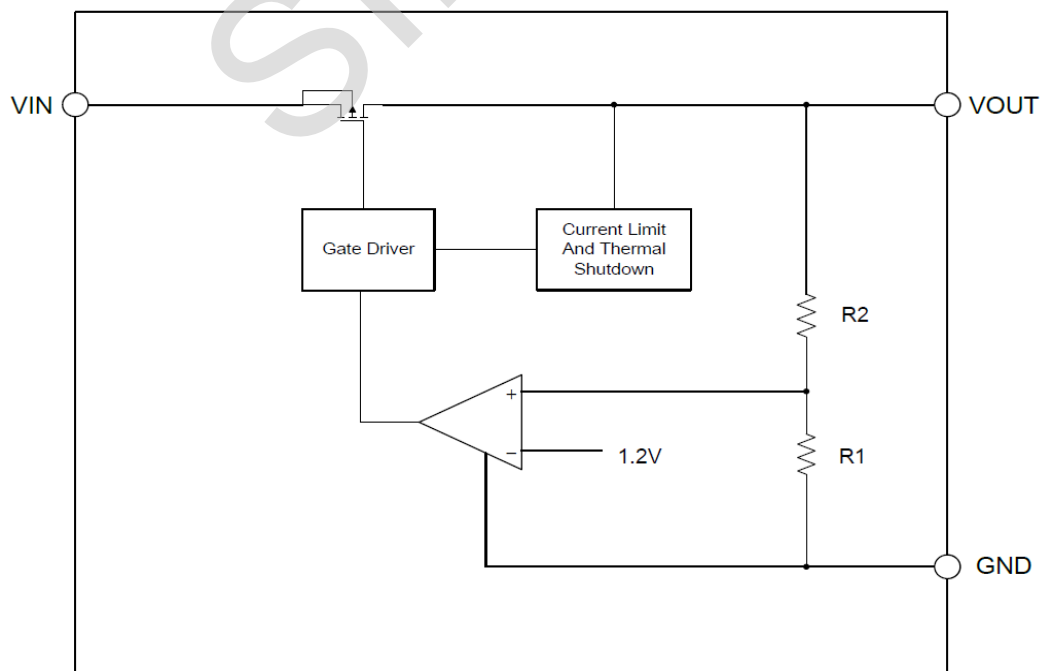 VIN
VOUT
Gate Driver
Current Limit
And Thermal
Shutdown
R2
+
−
1.2V
R1
GND